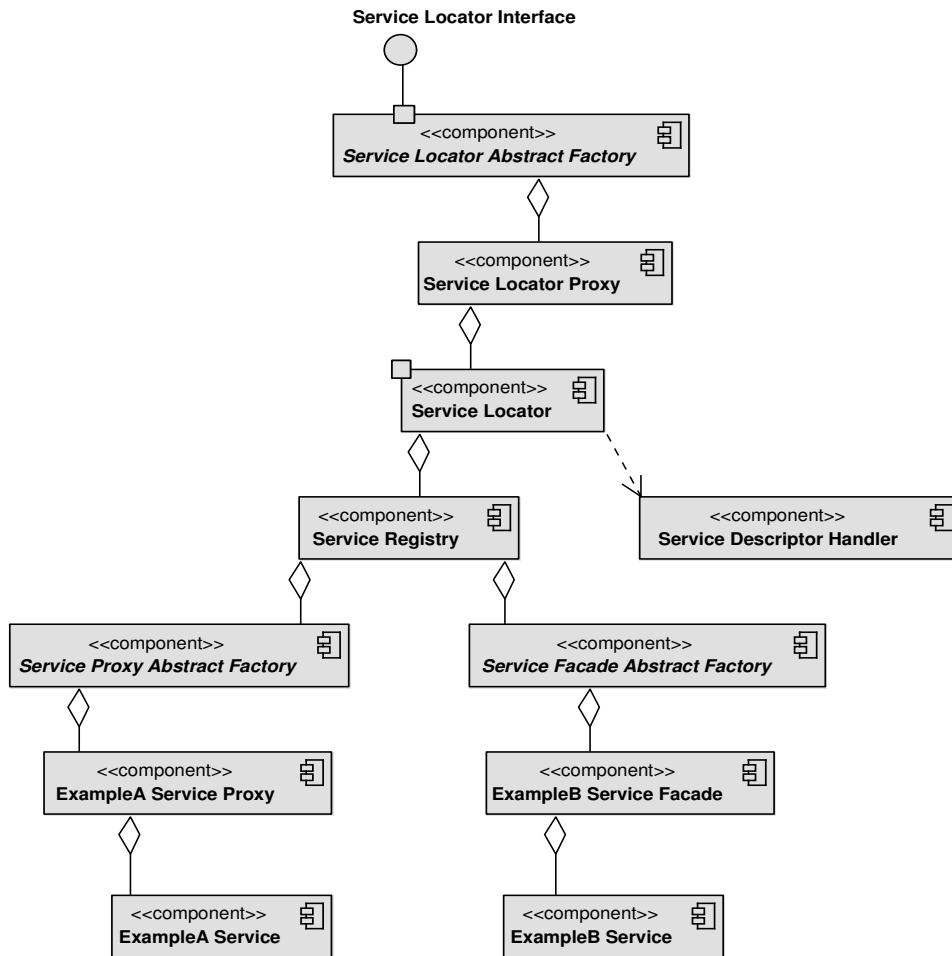 Service Locator Interface
<<component>>
Service Locator Abstract Factory
<<component>>
Service Locator Proxy
<<component>>
Service Locator
<<component>>
Service Registry
<<component>>
Service Descriptor Handler
<<component>>
Service Proxy Abstract Factory
<<component>>
Service Facade Abstract Factory
<<component>>
ExampleA Service Proxy
<<component>>
ExampleB Service Facade
<<component>>
ExampleA Service
<<component>>
ExampleB Service